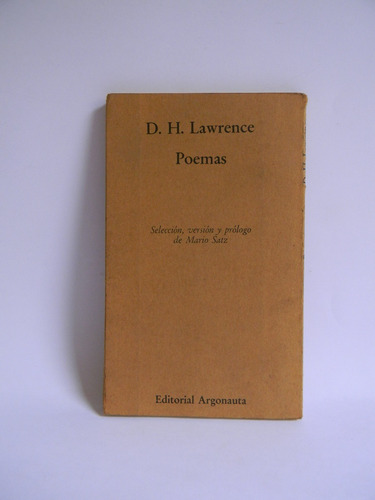 D. H. Lawrence
Poemas
Selección, versión y prólogo
de Mario Satz
Editorial Argonauta